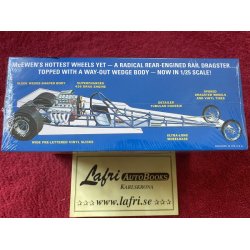 McEWEN'S HOTTEST WHEELS YET — A RADICAL REAR-ENGINED RAIL DRAGSTER.
TOPPED WITH A WAY-OUT WEDGE BODY — NOW IN 1/25 SCALE!
SLEEK WEDGE-SHAPED BODY
SUPERCHARGED
426 DRAG ENGINE
DETAILED
TUBULAR CHASSIS
SPOKED
DRAGSTER WHEELS
AND VINYL TIRES
WIDE PRE-LETTERED VINYL SLICKS
ULTRA-LONG
WHEELBASE
Lafri AutoBooks
KARLSKRONA
www.lafri.se